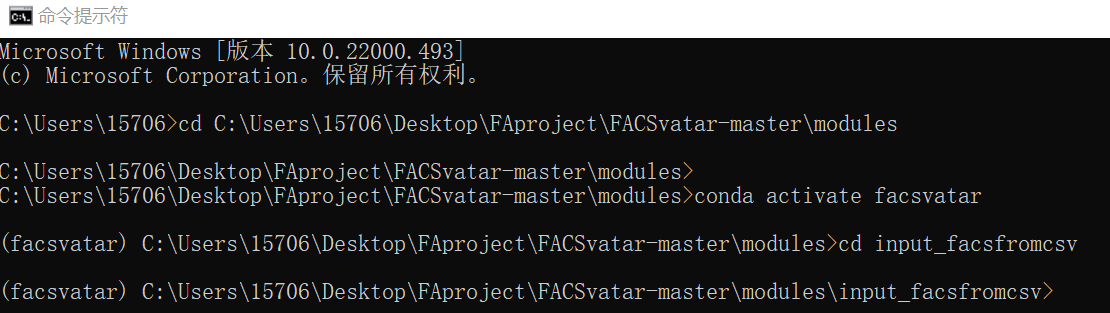 命令提示符
Microsoft Windows [版本 10.0.22000.493]
(c) Microsoft Corporation。保留所有权利。
C:\Users\15706>cd C:\Users\15706\Desktop\FAproject\FACSvatar-master\modules
C:\Users\15706\Desktop\FAproject\FACSvatar-master\modules>
C:\Users\15706\Desktop\FAproject\FACSvatar-master\modules>conda activate facsvatar
(facsvatar) C:\Users\15706\Desktop\FAproject\FACSvatar-master\modules>cd input_facsfromcsv
(facsvatar) C:\Users\15706\Desktop\FAproject\FACSvatar-master\modules\input_facsfromcsv>